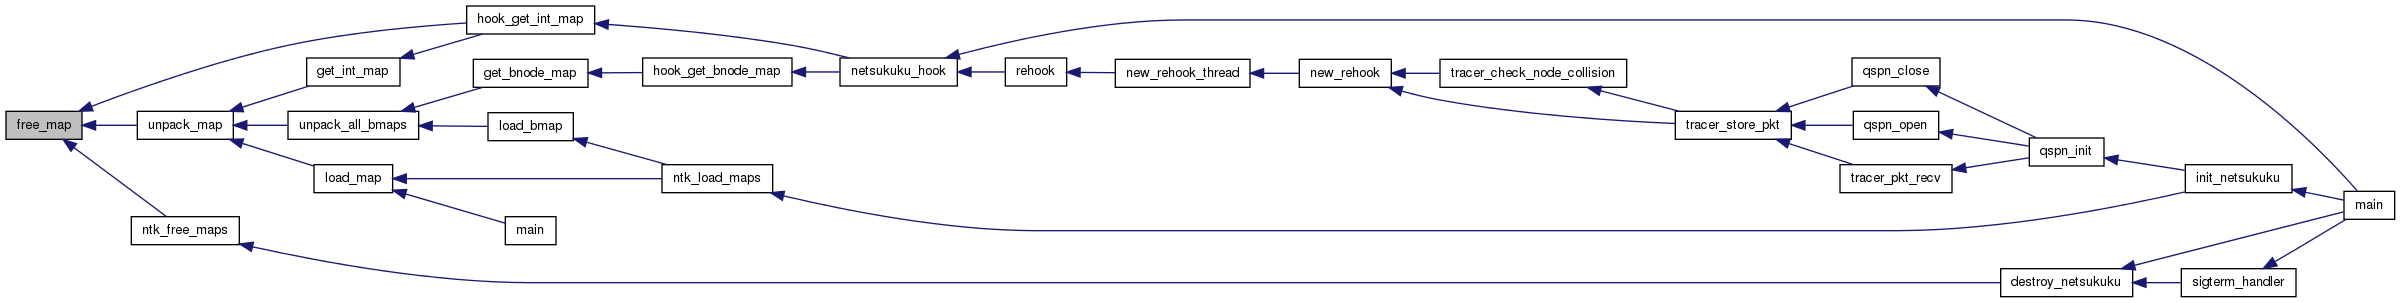 free_map
hook_get_int_map
get_int_map
unpack_map
get_bnode_map
unpack_all_bmaps
load_bmap
load_map
main
ntk_free_maps
hook_get_bnode_map
ntk_load_maps
netsukuku_hook
rehook
new_rehook_thread
new_rehook
tracer_check_node_collision
tracer_store_pkt
qspn_close
qspn_open
tracer_pkt_recv
qspn_init
init_netsukuku
main
destroy_netsukuku
sigterm_handler